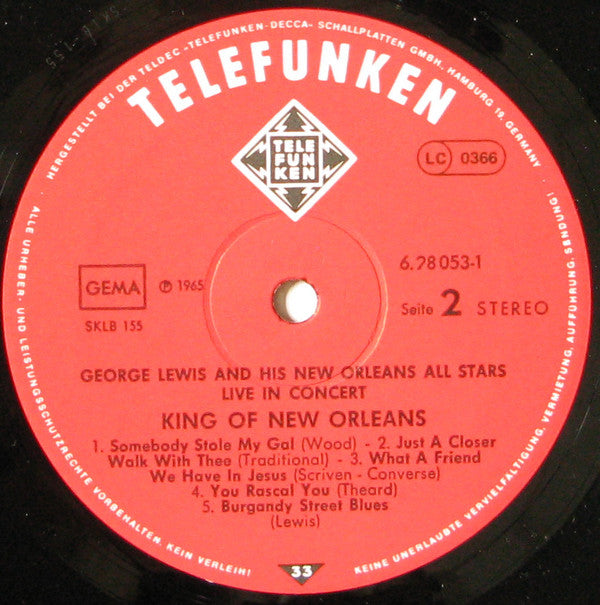 HERGESTELLT BEI DER TELDEC »TELEFUNKEN-DECCA« SCHALLPLATTEN GMBH., HAMBURG 19, GERMANY
TELEFUNKEN
TELE
FUN
KEN
LC 0366
GEMA
℗ 1965
SKLB 155
6.28053-1
Seite 2 STEREO
GEORGE LEWIS AND HIS NEW ORLEANS ALL STARS
LIVE IN CONCERT
KING OF NEW ORLEANS
1. Somebody Stole My Gal (Wood) - 2. Just A Closer
Walk With Thee (Traditional) - 3. What A Friend
We Have In Jesus (Scriven - Converse)
4. You Rascal You (Theard)
5. Burgandy Street Blues
(Lewis)
33
ALLE URHEBER- UND LEISTUNGSSCHUTZRECHTE VORBEHALTEN. KEIN VERLEIH!
KEINE UNERLAUBTE VERVIELFÄLTIGUNG, VERMIETUNG, AUFFÜHRUNG, SENDUNG!